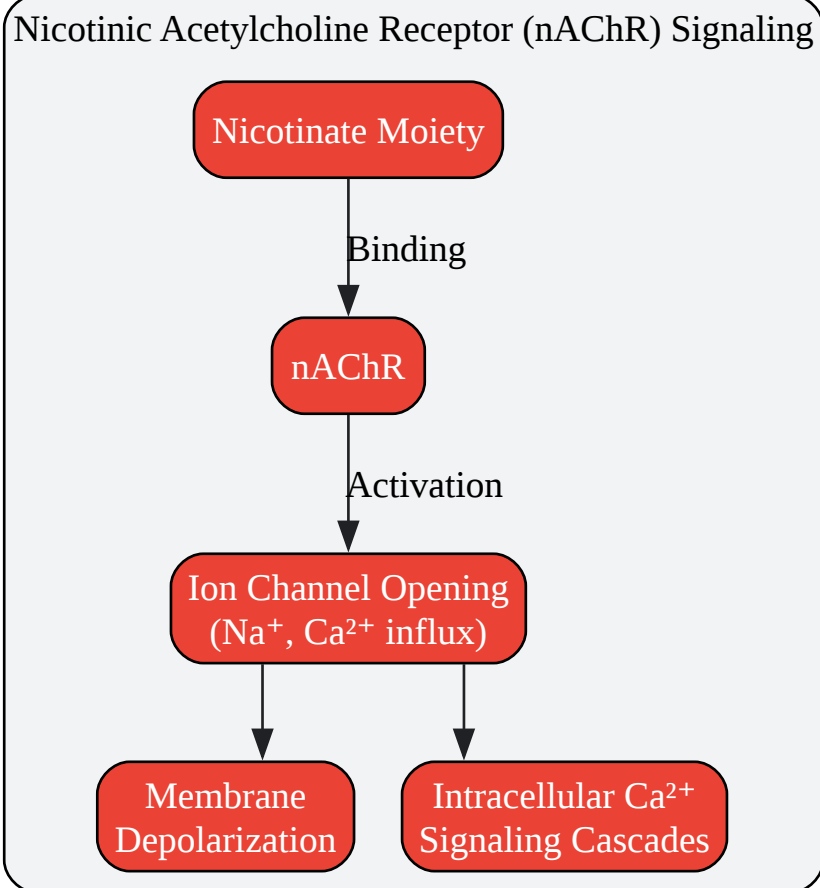 Nicotinic Acetylcholine Receptor (nAChR) Signaling
Nicotinate Moiety
Binding
nAChR
Activation
Ion Channel Opening
(Na⁺, Ca²⁺ influx)
Membrane
Depolarization
Intracellular Ca²⁺
Signaling Cascades